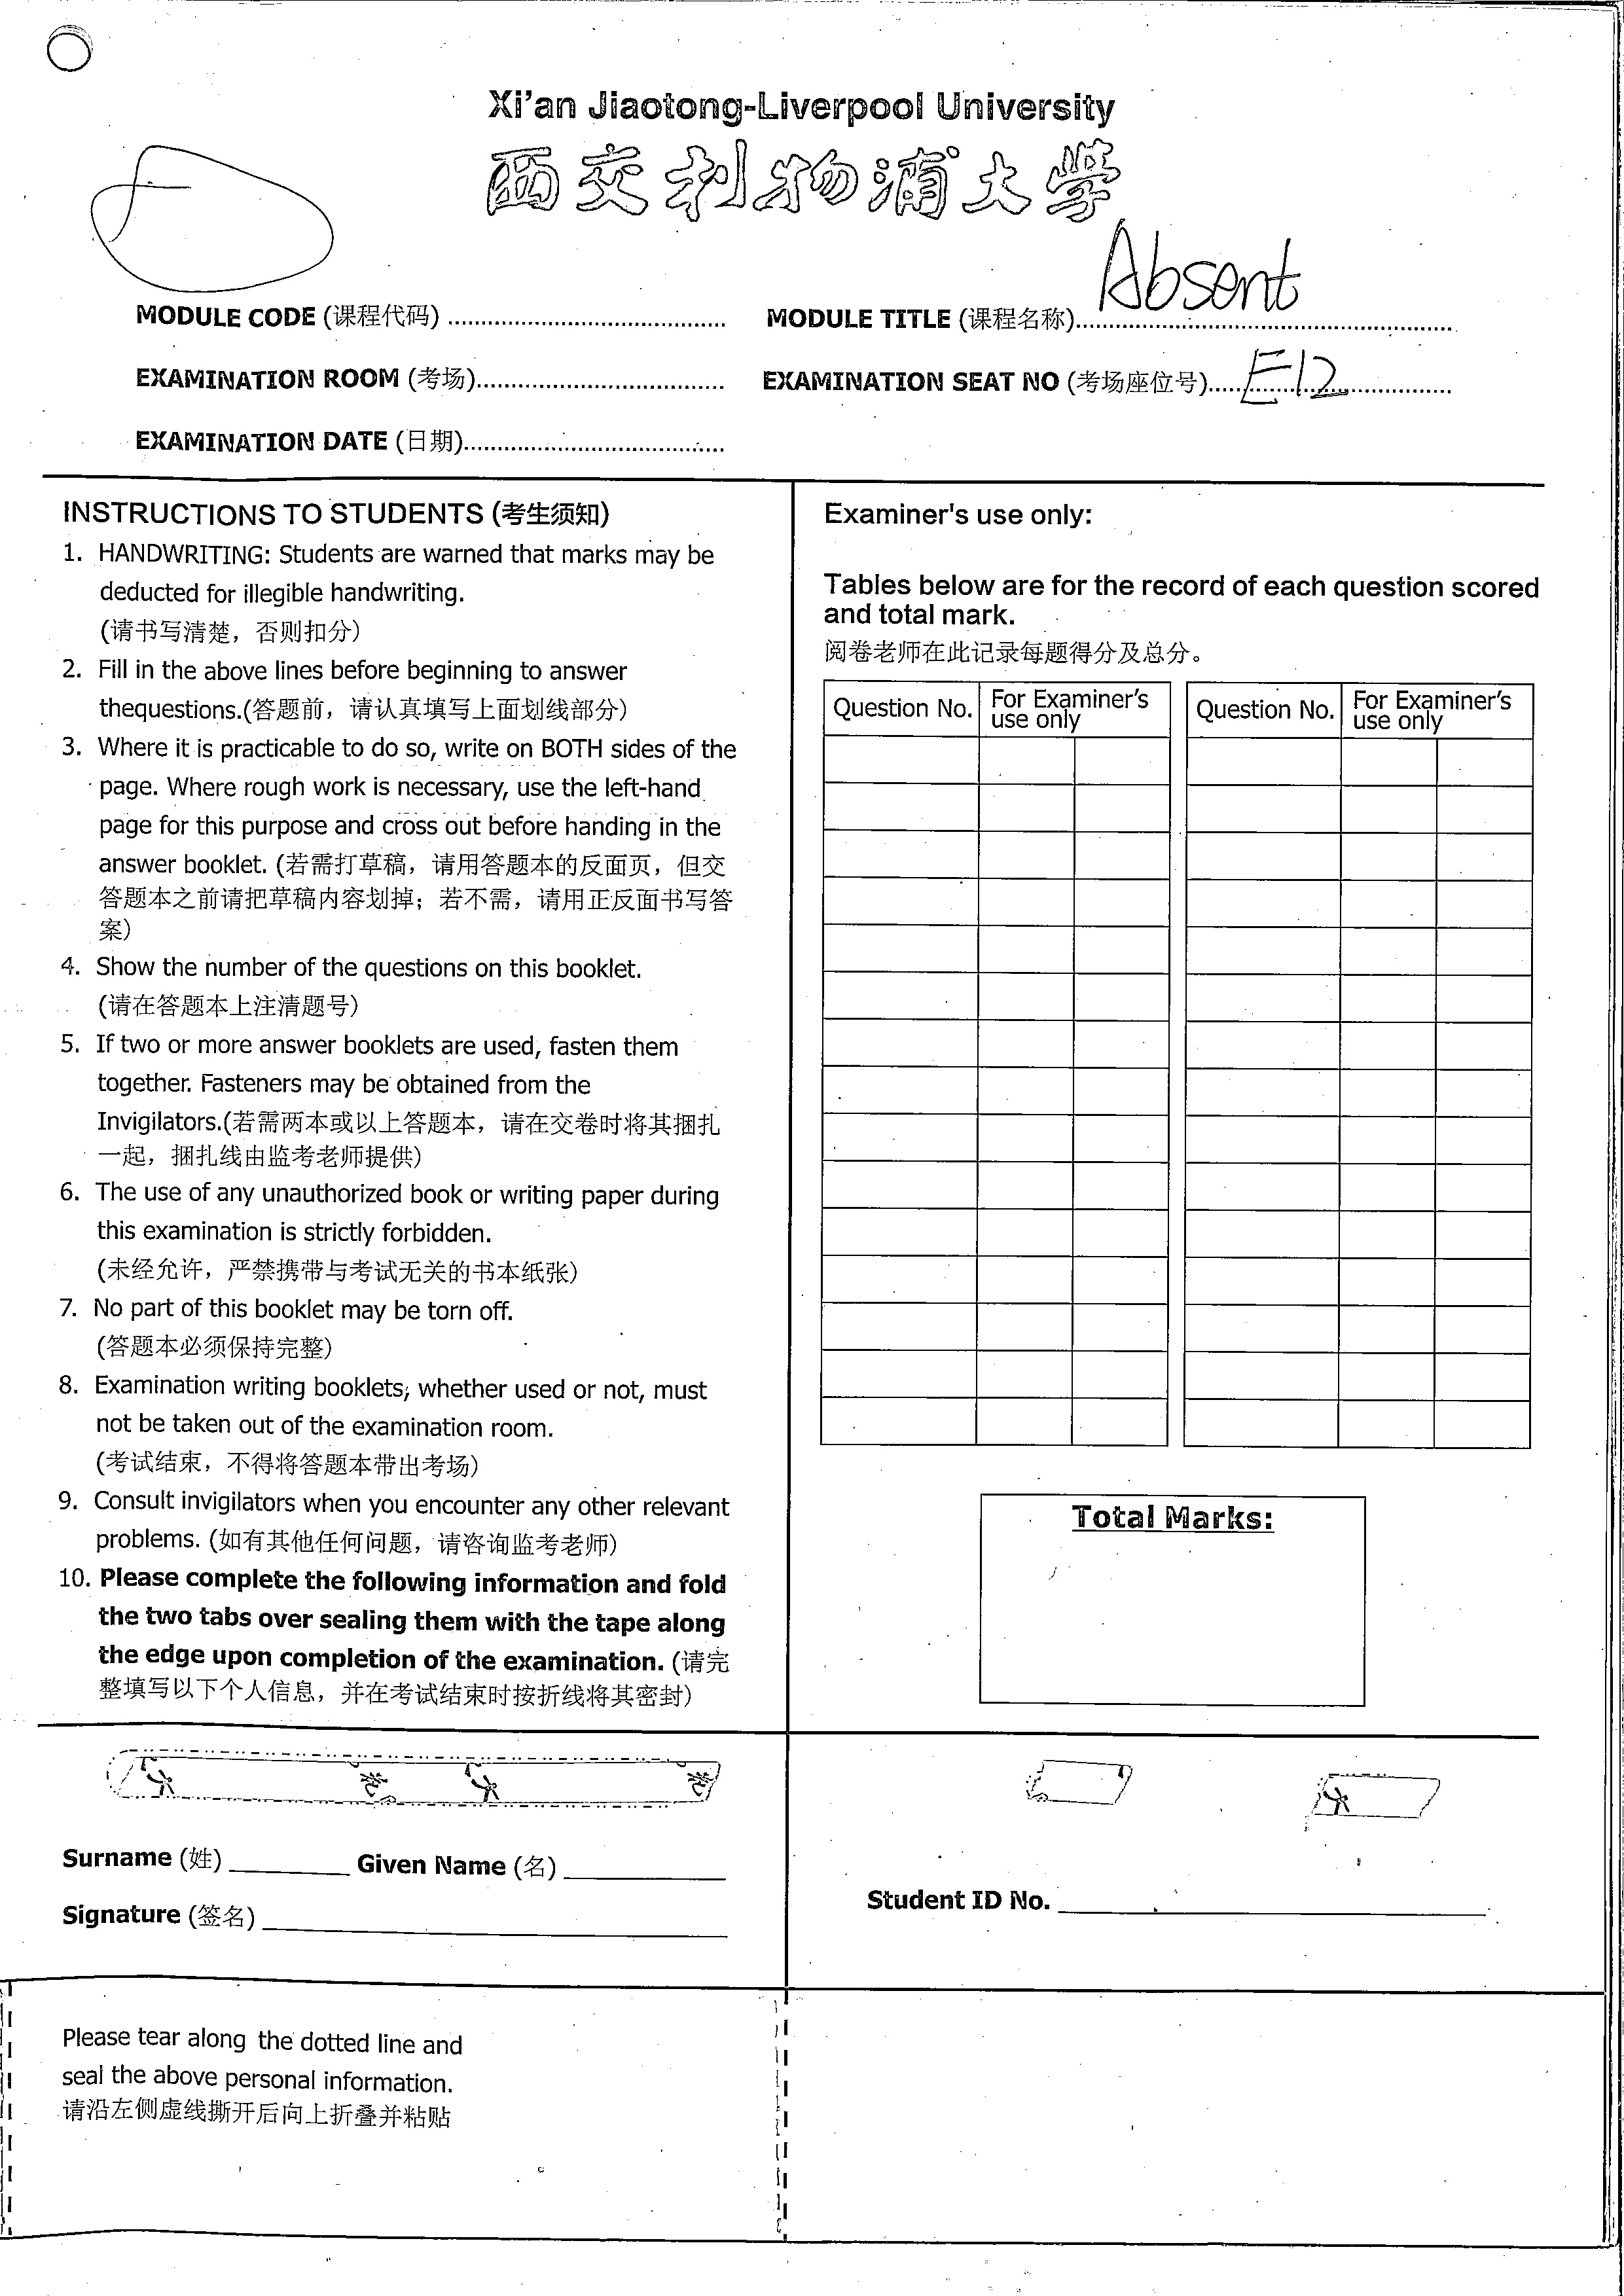 Xi'an Jiaotong-Liverpool University
西交利物浦大學
F
Absent
MODULE CODE (课程代码) ........................................ MODULE TITLE (课程名称)........................................
EXAMINATION ROOM (考场)........................................ EXAMINATION SEAT NO (考场座位号).....E12...............
EXAMINATION DATE (日期)........................................
INSTRUCTIONS TO STUDENTS (考生须知)
1. HANDWRITING: Students are warned that marks may be
deducted for illegible handwriting.
(请书写清楚，否则扣分)
2. Fill in the above lines before beginning to answer
thequestions.(答题前，请认真填写上面划线部分)
3. Where it is practicable to do so, write on BOTH sides of the
page. Where rough work is necessary, use the left-hand
page for this purpose and cross out before handing in the
answer booklet. (若需打草稿，请用答题本的反面页，但交
答题本之前请把草稿内容划掉；若不需，请用正反面书写答
案)
4. Show the number of the questions on this booklet.
(请在答题本上注清题号)
5. If two or more answer booklets are used, fasten them
together. Fasteners may be obtained from the
Invigilators.(若需两本或以上答题本，请在交卷时将其捆扎
一起，捆扎线由监考老师提供)
6. The use of any unauthorized book or writing paper during
this examination is strictly forbidden.
(未经允许，严禁携带与考试无关的书本纸张)
7. No part of this booklet may be torn off.
(答题本必须保持完整)
8. Examination writing booklets, whether used or not, must
not be taken out of the examination room.
(考试结束，不得将答题本带出考场)
9. Consult invigilators when you encounter any other relevant
problems. (如有其他任何问题，请咨询监考老师)
10. Please complete the following information and fold
the two tabs over sealing them with the tape along
the edge upon completion of the examination. (请完
整填写以下个人信息，并在考试结束时按折线将其密封)
Examiner's use only:
Tables below are for the record of each question scored
and total mark.
阅卷老师在此记录每题得分及总分。
Question No. For Examiner's use only Question No. For Examiner's use only
Total Marks:
Surname (姓) __________ Given Name (名) __________
Signature (签名) __________
Student ID No. __________
Please tear along the dotted line and
seal the above personal information.
请沿左侧虚线撕开后向上折叠并粘贴